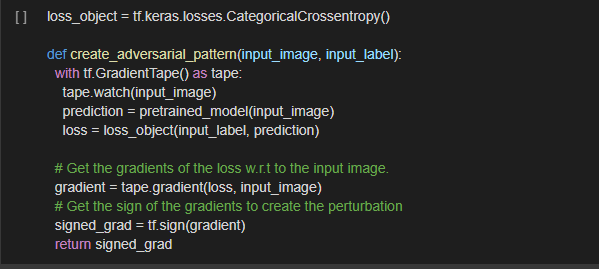 [ ] loss_object = tf.keras.losses.CategoricalCrossentropy()
def create_adversarial_pattern(input_image, input_label):
  with tf.GradientTape() as tape:
    tape.watch(input_image)
    prediction = pretrained_model(input_image)
    loss = loss_object(input_label, prediction)
  # Get the gradients of the loss w.r.t to the input image.
  gradient = tape.gradient(loss, input_image)
  # Get the sign of the gradients to create the perturbation
  signed_grad = tf.sign(gradient)
  return signed_grad